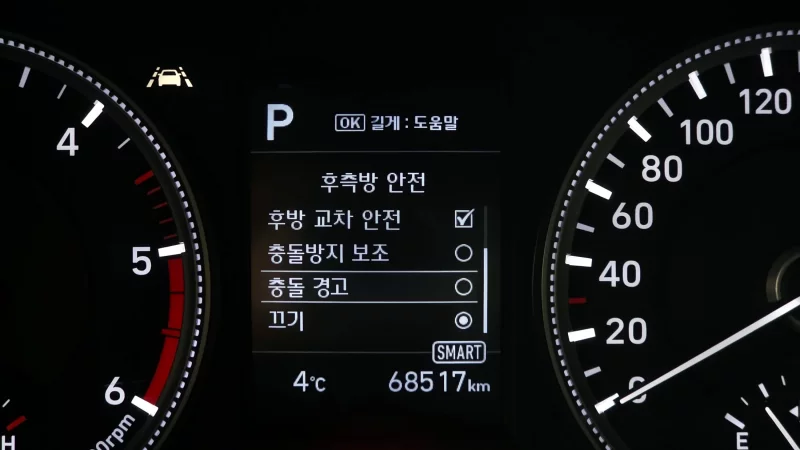 P
OK 길게 : 도움말
후측방 안전
후방 교차 안전
충돌방지 보조
충돌 경고
끄기
SMART
4°C 68517km
4
5
6
00rpm
H
120
100
80
60
40
20
0
E